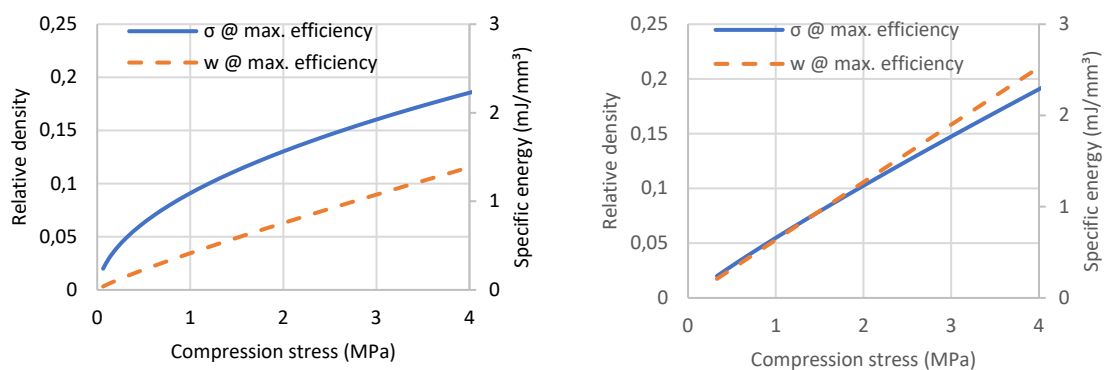 σ @ max. efficiency
w @ max. efficiency
0,25
0,2
0,15
0,1
0,05
0
Relative density
3
2
1
0
Specific energy (mJ/mm³)
0 1 2 3 4
Compression stress (MPa)
σ @ max. efficiency
w @ max. efficiency
0,25
0,2
0,15
0,1
0,05
0
Relative density
3
2
1
0
Specific energy (mJ/mm³)
0 1 2 3 4
Compression stress (MPa)